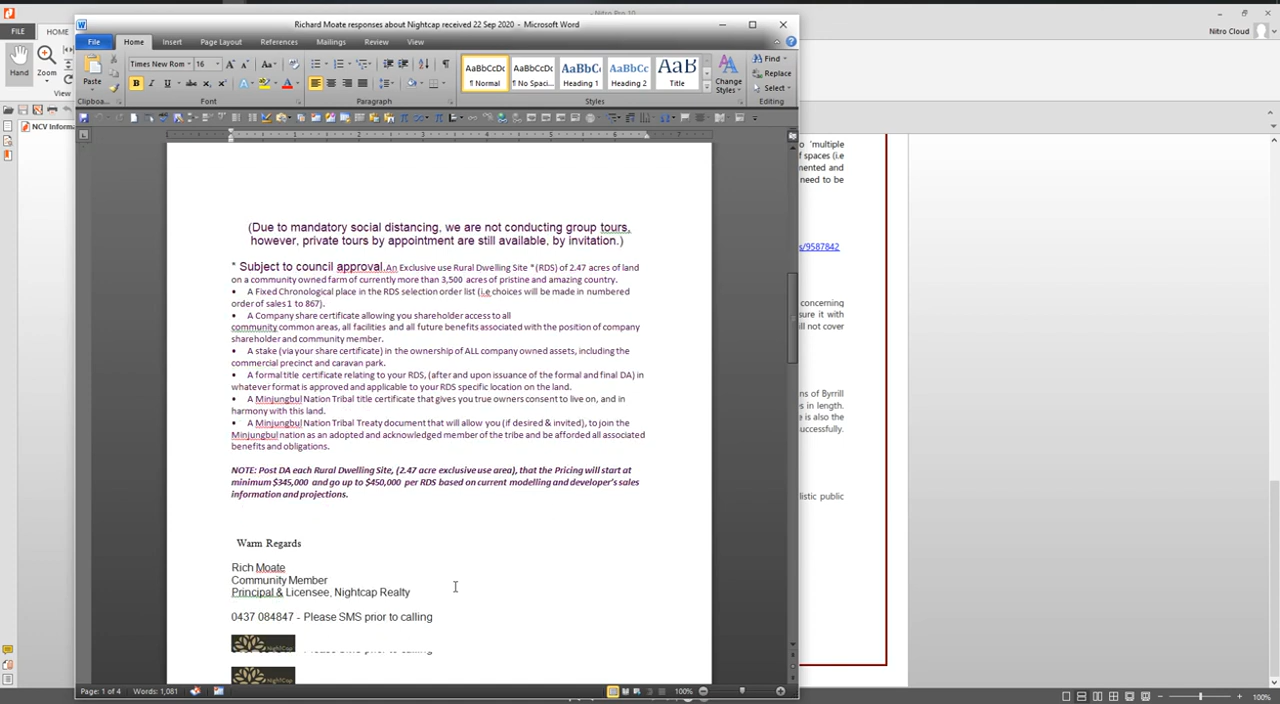 Nitro Pro 10
Richard Moate responses about Nightcap received 22 Sep 2020 - Microsoft Word
FILE HOME
File Home Insert Page Layout References Mailings Review View
Nitro Cloud
Hand Zoom
View
Paste
Clipboa...
Times New Rom 16
Font
Paragraph
AaBbCcDc AaBbCcDc AaBbC AaBbCc AaB
¶ Normal ¶ No Spaci... Heading 1 Heading 2 Title
Styles
Change Styles
Find
Replace
Select
Editing
NCV Informa
(Due to mandatory social distancing, we are not conducting group tours,
however, private tours by appointment are still available, by invitation.)
* Subject to council approval.An Exclusive use Rural Dwelling Site *(RDS) of 2.47 acres of land
on a community owned farm of currently more than 3,500 acres of pristine and amazing country.
• A Fixed Chronological place in the RDS selection order list (i.e choices will be made in numbered
order of sales 1 to 867).
• A Company share certificate allowing you shareholder access to all
community common areas, all facilities and all future benefits associated with the position of company
shareholder and community member.
• A stake (via your share certificate) in the ownership of ALL company owned assets, including the
commercial precinct and caravan park.
• A formal title certificate relating to your RDS, (after and upon issuance of the formal and final DA) in
whatever format is approved and applicable to your RDS specific location on the land.
• A Minjungbul Nation Tribal title certificate that gives you true owners consent to live on, and in
harmony with this land.
• A Minjungbul Nation Tribal Treaty document that will allow you (if desired & invited), to join the
Minjungbul nation as an adopted and acknowledged member of the tribe and be afforded all associated
benefits and obligations.
NOTE: Post DA each Rural Dwelling Site, (2.47 acre exclusive use area), that the Pricing will start at
minimum $345,000 and go up to $450,000 per RDS based on current modelling and developer's sales
information and projections.
Warm Regards
Rich Moate
Community Member
Principal & Licensee, Nightcap Realty
0437 084847 - Please SMS prior to calling
NIGHTCAP
NIGHTCAP
o 'multiple
f spaces (i.e
mented and
need to be
s/9587842
concerning
sure it with
ill not cover
ns of Byrrill
es in length.
e is also the
successfully.
listic public
Page: 1 of 4 Words: 1,081
100%
100%